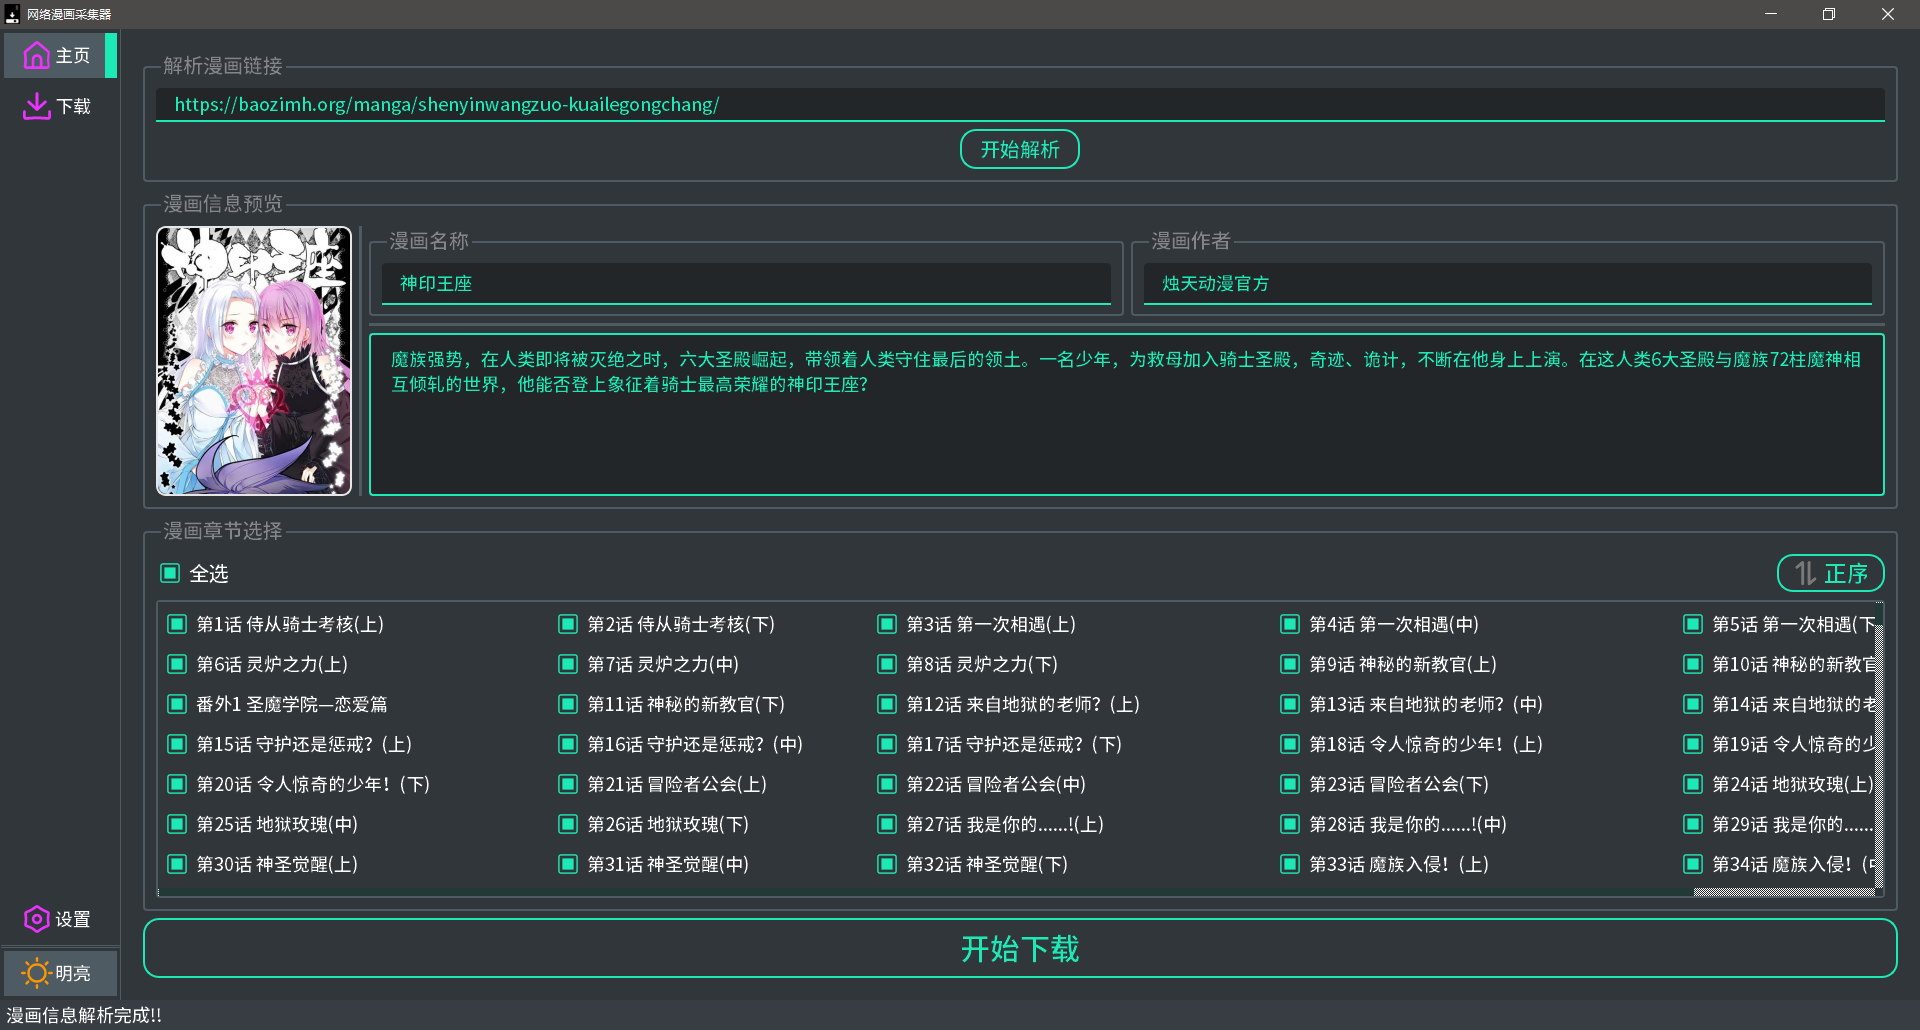 网络漫画采集器
主页
下载
解析漫画链接
https://baozimh.org/manga/shenyinwangzuo-kuailegongchang/
开始解析
漫画信息预览
神印王座
漫画名称
神印王座
漫画作者
烛天动漫官方
魔族强势，在人类即将被灭绝之时，六大圣殿崛起，带领着人类守住最后的领土。一名少年，为救母加入骑士圣殿，奇迹、诡计，不断在他身上上演。在这人类6大圣殿与魔族72柱魔神相
互倾轧的世界，他能否登上象征着骑士最高荣耀的神印王座？
漫画章节选择
全选
正序
第1话 侍从骑士考核(上)
第2话 侍从骑士考核(下)
第3话 第一次相遇(上)
第4话 第一次相遇(中)
第5话 第一次相遇(下
第6话 灵炉之力(上)
第7话 灵炉之力(中)
第8话 灵炉之力(下)
第9话 神秘的新教官(上)
第10话 神秘的新教官
番外1 圣魔学院—恋爱篇
第11话 神秘的新教官(下)
第12话 来自地狱的老师？(上)
第13话 来自地狱的老师？(中)
第14话 来自地狱的老
第15话 守护还是惩戒？(上)
第16话 守护还是惩戒？(中)
第17话 守护还是惩戒？(下)
第18话 令人惊奇的少年！(上)
第19话 令人惊奇的少
第20话 令人惊奇的少年！(下)
第21话 冒险者公会(上)
第22话 冒险者公会(中)
第23话 冒险者公会(下)
第24话 地狱玫瑰(上)
第25话 地狱玫瑰(中)
第26话 地狱玫瑰(下)
第27话 我是你的……!(上)
第28话 我是你的……!(中)
第29话 我是你的……
第30话 神圣觉醒(上)
第31话 神圣觉醒(中)
第32话 神圣觉醒(下)
第33话 魔族入侵！(上)
第34话 魔族入侵！(中
设置
开始下载
明亮
漫画信息解析完成!!